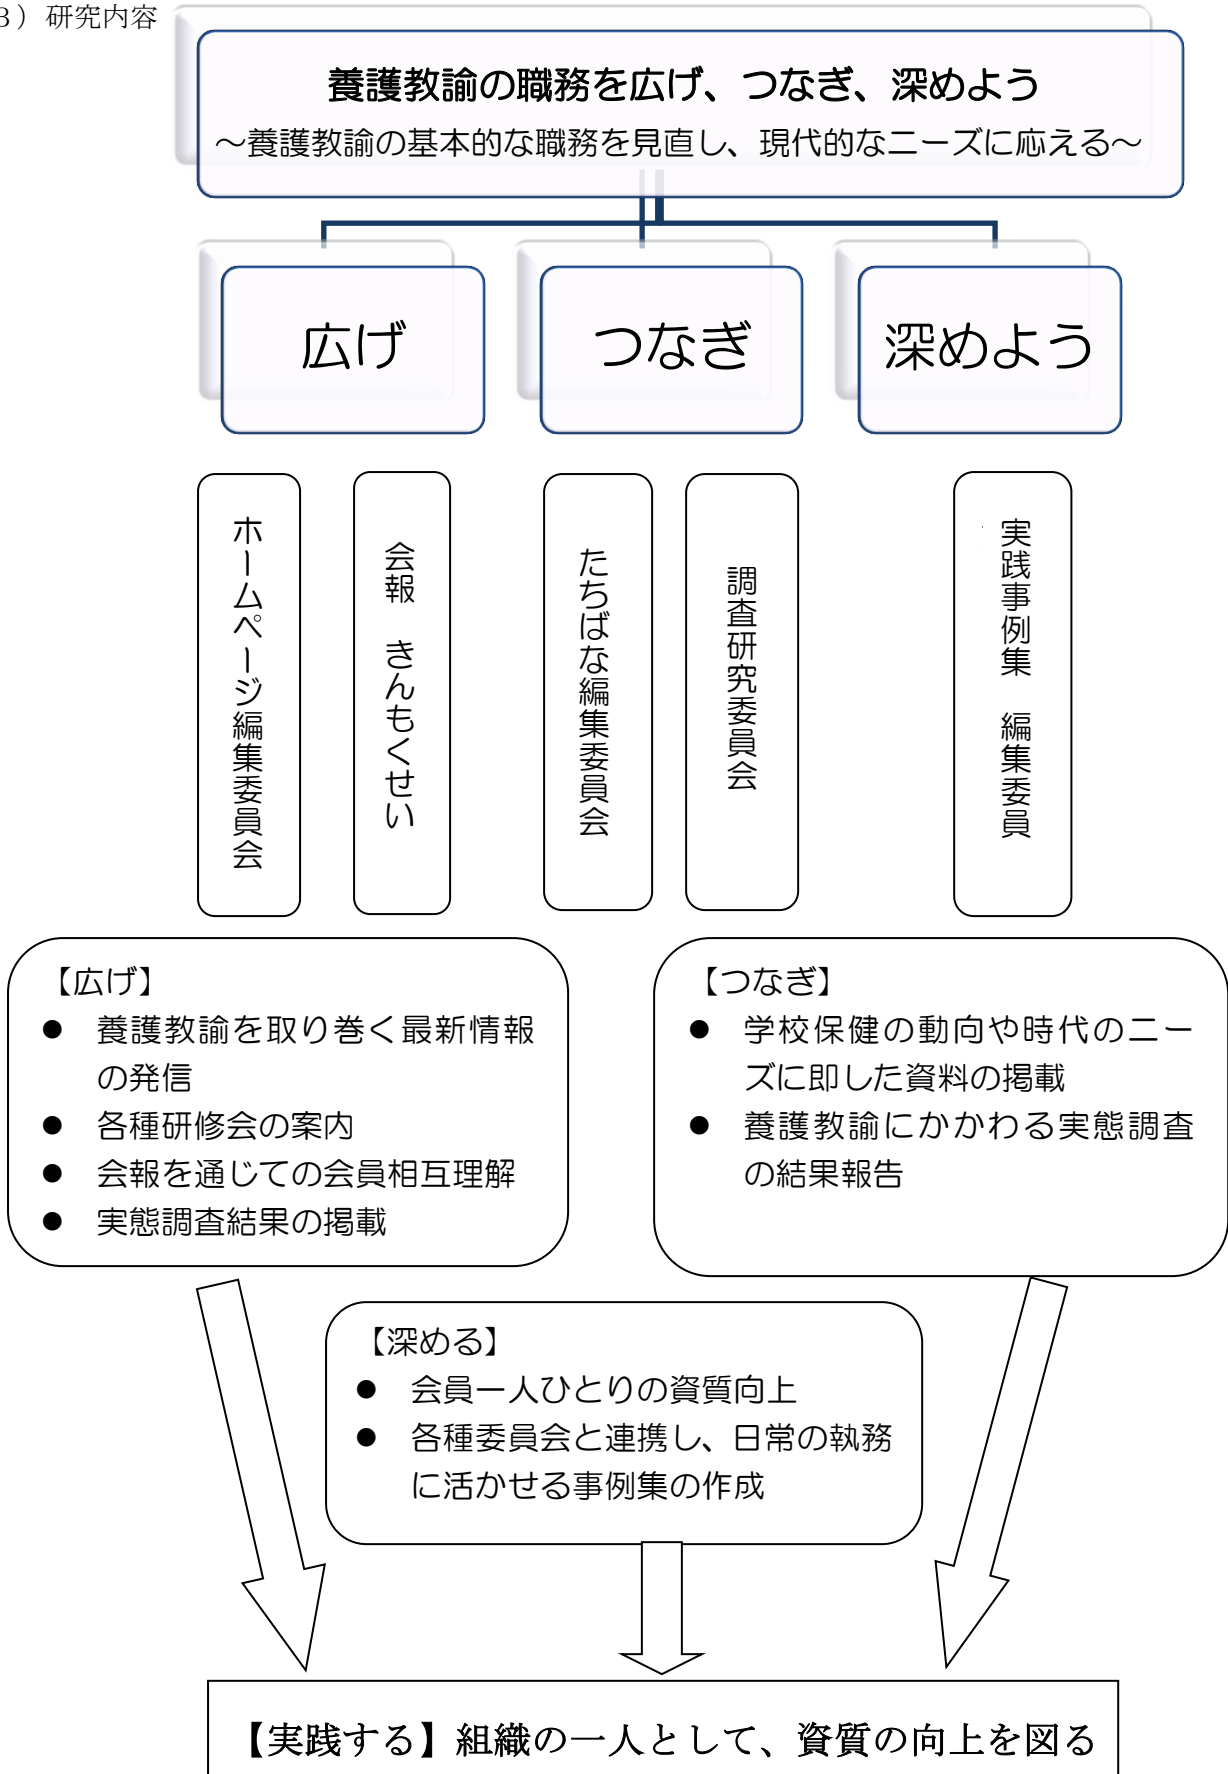 3）研究内容
養護教諭の職務を広げ、つなぎ、深めよう
～養護教諭の基本的な職務を見直し、現代的なニーズに応える～
広げ
つなぎ
深めよう
ホームページ編集委員会
会報　きんもくせい
たちばな編集委員会
調査研究委員会
実践事例集　編集委員
【広げ】
● 養護教諭を取り巻く最新情報
の発信
● 各種研修会の案内
● 会報を通じての会員相互理解
● 実態調査結果の掲載
【つなぎ】
● 学校保健の動向や時代のニー
ズに即した資料の掲載
● 養護教諭にかかわる実態調査
の結果報告
【深める】
● 会員一人ひとりの資質向上
● 各種委員会と連携し、日常の執務
に活かせる事例集の作成
【実践する】組織の一人として、資質の向上を図る